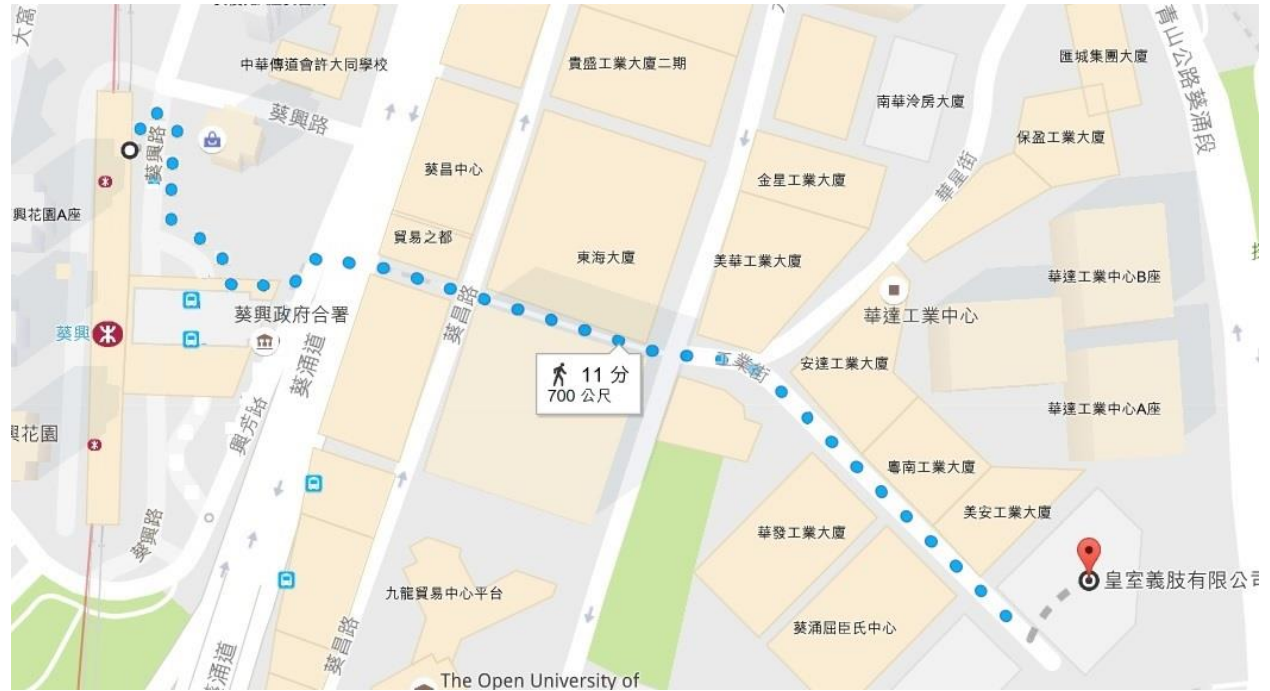 大窩
中華傳道會許大同學校
貴盛工業大廈二期
匯城集團大廈
青山公路葵涌段
南華冷房大廈
保盈工業大廈
葵興路
葵興路
葵昌中心
金星工業大廈
華星街
興花園A座
貿易之都
東海大廈
美華工業大廈
華達工業中心B座
葵興政府合署
葵昌路
華達工業中心
葵興
葵涌道
工業街
安達工業大廈
11 分
700 公尺
華達工業中心A座
興芳路
花園
粵南工業大廈
美安工業大廈
葵興路
華發工業大廈
皇室義肢有限公司
九龍貿易中心平台
葵涌屈臣氏中心
葵昌路
葵涌道
The Open University of